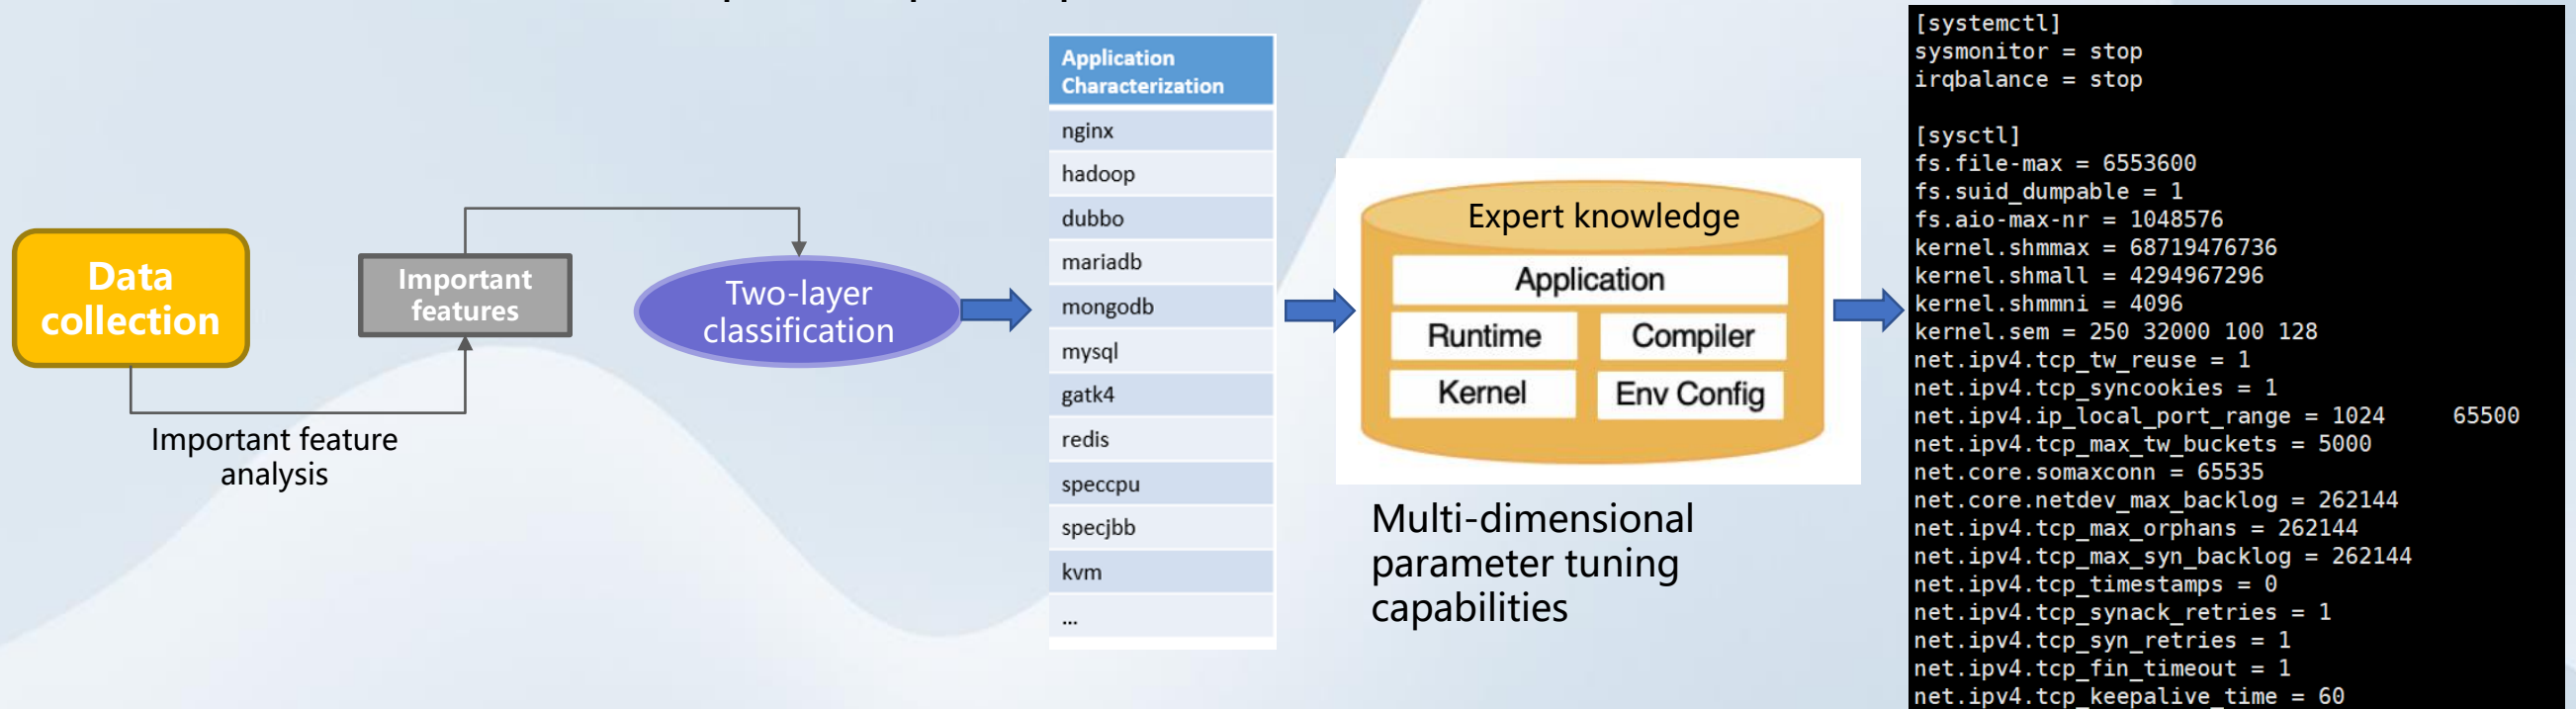 Data
collection
Important feature
analysis
Important
features
Two-layer
classification
Application
Characterization
nginx
hadoop
dubbo
mariadb
mongodb
mysql
gatk4
redis
speccpu
specjbb
kvm
...
Expert knowledge
Application
Runtime
Compiler
Kernel
Env Config
Multi-dimensional
parameter tuning
capabilities
[systemctl]
sysmonitor = stop
irqbalance = stop
[sysctl]
fs.file-max = 6553600
fs.suid_dumpable = 1
fs.aio-max-nr = 1048576
kernel.shmmax = 68719476736
kernel.shmall = 4294967296
kernel.shmmni = 4096
kernel.sem = 250 32000 100 128
net.ipv4.tcp_tw_reuse = 1
net.ipv4.tcp_syncookies = 1
net.ipv4.ip_local_port_range = 1024     65500
net.ipv4.tcp_max_tw_buckets = 5000
net.core.somaxconn = 65535
net.core.netdev_max_backlog = 262144
net.ipv4.tcp_max_orphans = 262144
net.ipv4.tcp_max_syn_backlog = 262144
net.ipv4.tcp_timestamps = 0
net.ipv4.tcp_synack_retries = 1
net.ipv4.tcp_syn_retries = 1
net.ipv4.tcp_fin_timeout = 1
net.ipv4.tcp_keepalive_time = 60